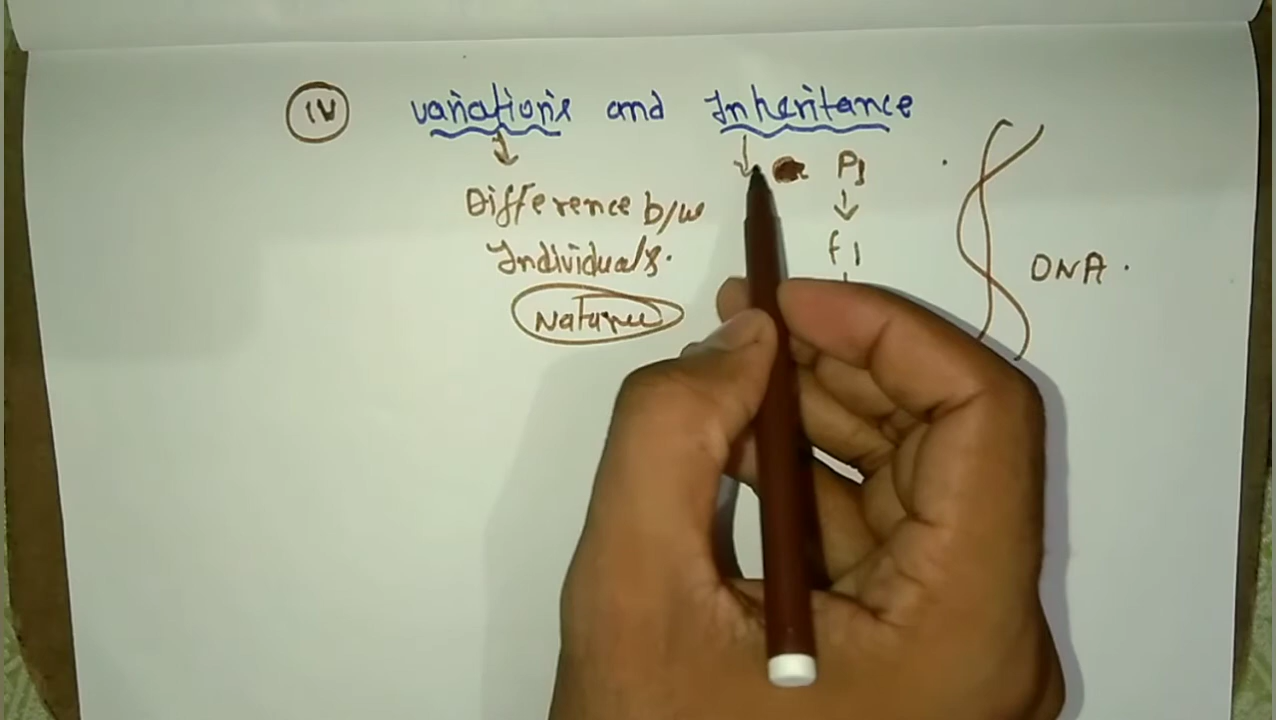 IV variations and Inheritance
P1
Difference b/w
Individuals.
f1
DNA.
Nature